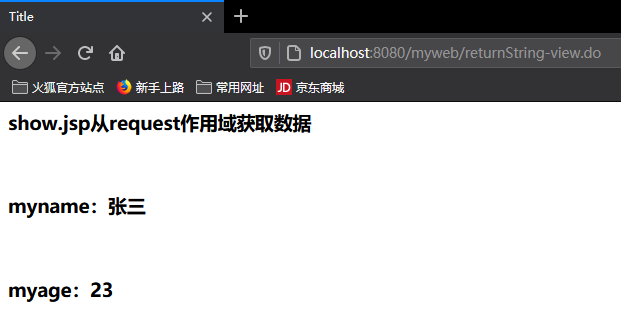 Title
localhost:8080/myweb/returnString-view.do
火狐官方站点 新手上路 常用网址 JD 京东商城
show.jsp从request作用域获取数据
myname：张三
myage：23